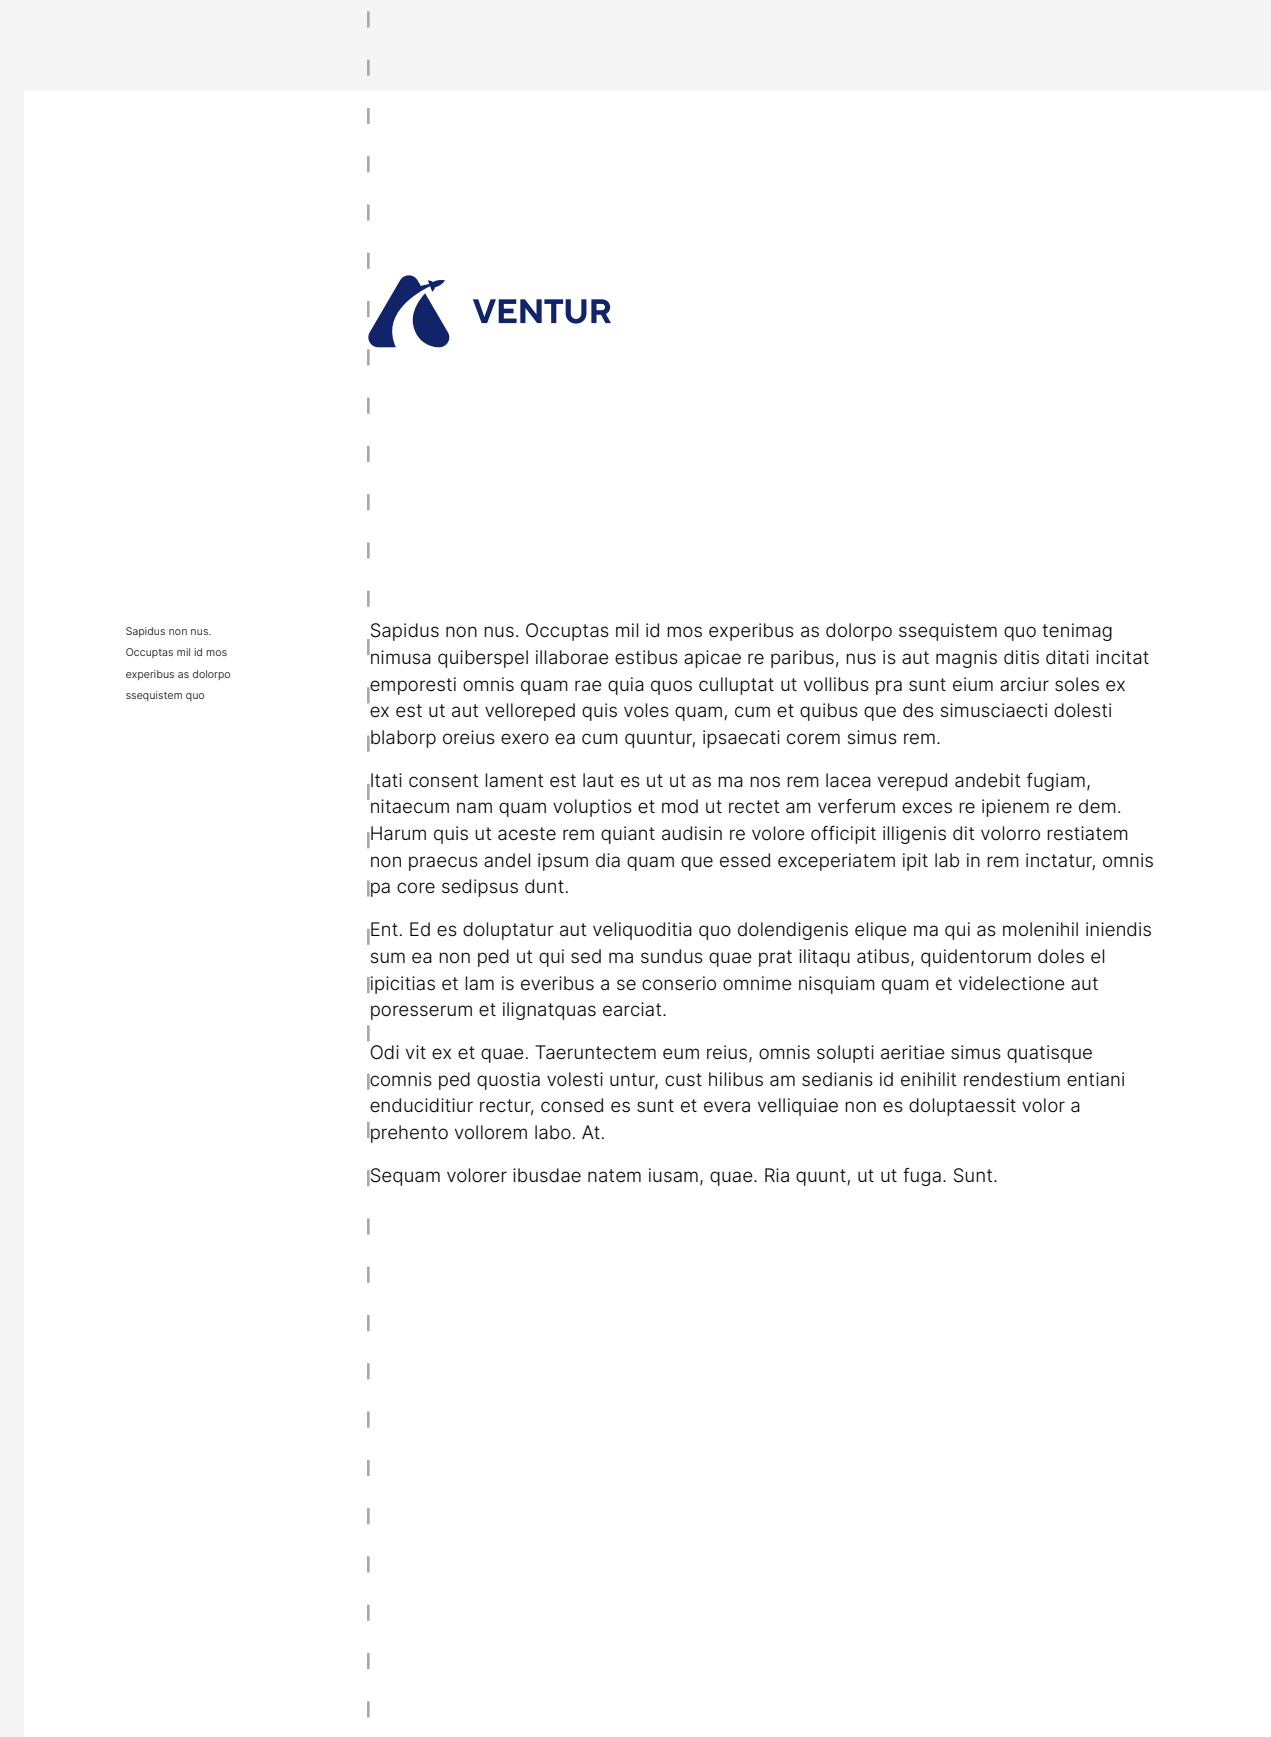 VENTUR
Sapidus non nus.
Occuptas mil id mos
experibus as dolorpo
ssequistem quo
Sapidus non nus. Occuptas mil id mos experibus as dolorpo ssequistem quo tenimag
nimusa quiberspel illaborae estibus apicae re paribus, nus is aut magnis ditis ditati incitat
emporesti omnis quam rae quia quos culluptat ut vollibus pra sunt eium arciur soles ex
ex est ut aut velloreped quis voles quam, cum et quibus que des simusciaecti dolesti
blaborp oreius exero ea cum quuntur, ipsaecati corem simus rem.
Itati consent lament est laut es ut ut as ma nos rem lacea verepud andebit fugiam,
nitaecum nam quam voluptios et mod ut rectet am verferum exces re ipienem re dem.
Harum quis ut aceste rem quiant audisin re volore officipit illigenis dit volorro restiatem
non praecus andel ipsum dia quam que essed exceperiatem ipit lab in rem inctatur, omnis
pa core sedipsus dunt.
Ent. Ed es doluptatur aut veliquoditia quo dolendigenis elique ma qui as molenihil iniendis
sum ea non ped ut qui sed ma sundus quae prat ilitaqu atibus, quidentorum doles el
ipicitias et lam is everibus a se conserio omnime nisquiam quam et videlectione aut
poresserum et ilignatquas earciat.
Odi vit ex et quae. Taeruntectem eum reius, omnis solupti aeritiae simus quatisque
comnis ped quostia volesti untur, cust hilibus am sedianis id enihilit rendestium entiani
enduciditiur rectur, consed es sunt et evera velliquiae non es doluptaessit volor a
prehento vollorem labo. At.
Sequam volorer ibusdae natem iusam, quae. Ria quunt, ut ut fuga. Sunt.